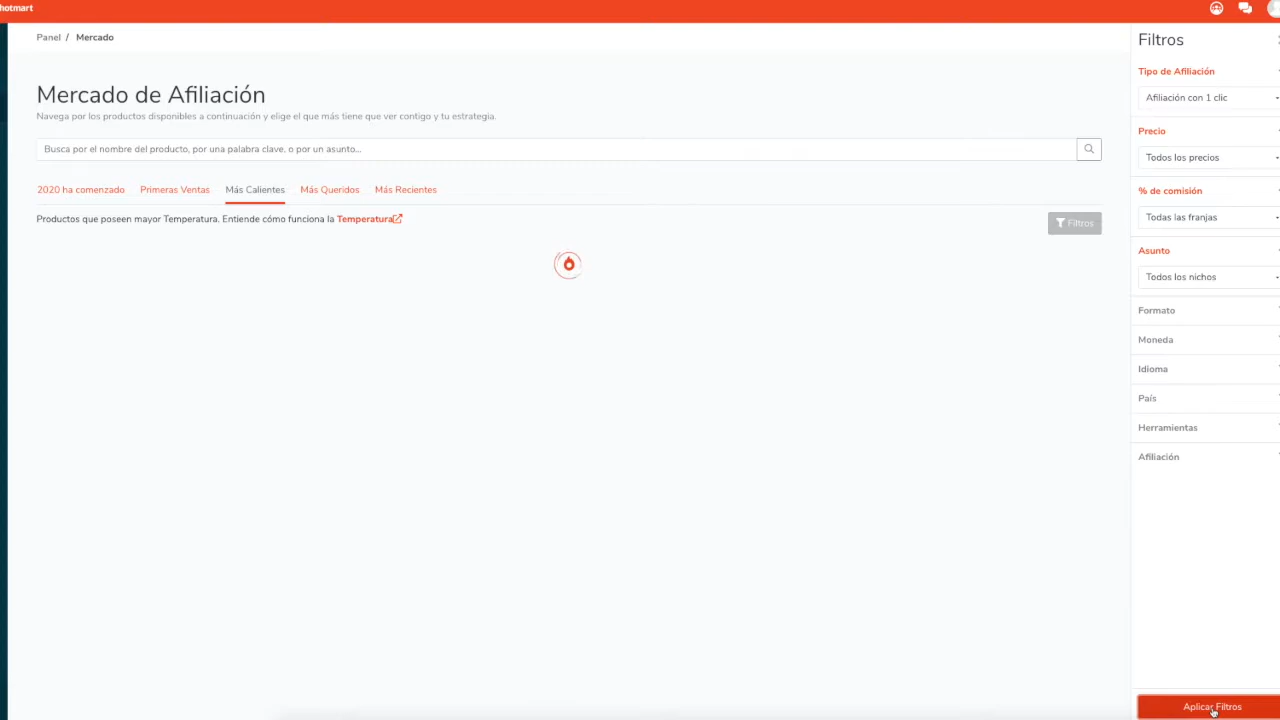 hotmart
Panel / Mercado
Mercado de Afiliación
Navega por los productos disponibles a continuación y elige el que más tiene que ver contigo y tu estrategia.
Busca por el nombre del producto, por una palabra clave, o por un asunto...
2020 ha comenzado Primeras Ventas Más Calientes Más Queridos Más Recientes
Productos que poseen mayor Temperatura. Entiende cómo funciona la Temperatura
Filtros
Filtros
Tipo de Afiliación
Afiliación con 1 clic
Precio
Todos los precios
% de comisión
Todas las franjas
Asunto
Todos los nichos
Formato
Moneda
Idioma
País
Herramientas
Afiliación
Aplicar Filtros